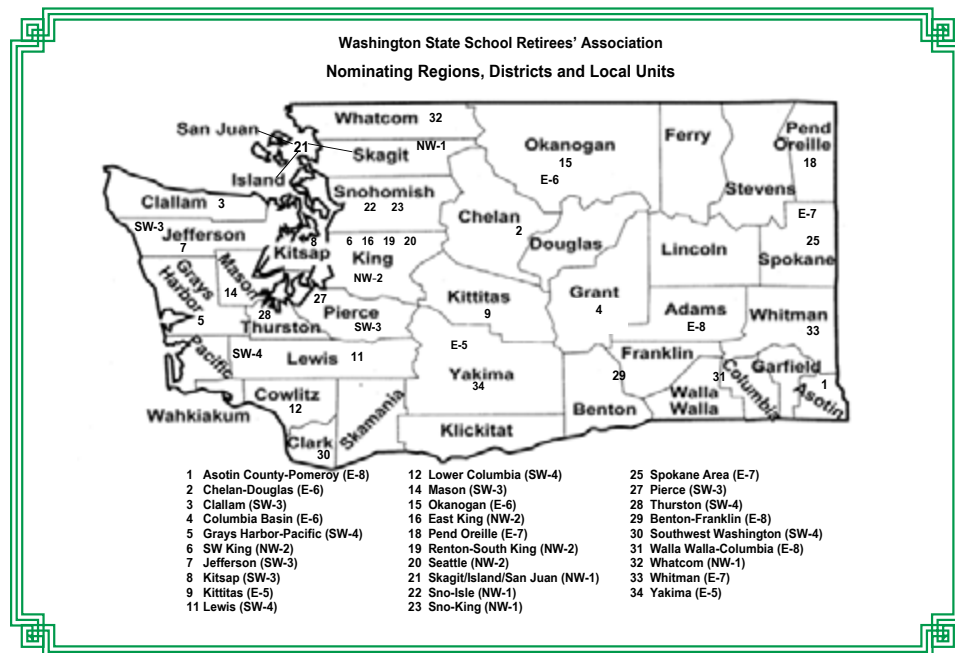 Washington State School Retirees' Association
Nominating Regions, Districts and Local Units
Whatcom 32
San Juan
21
Skagit NW-1
Island
Okanogan
15
E-6
Ferry
Pend
Oreille
18
Stevens
Snohomish
22 23
Clallam 3
SW-3
Jefferson
7
Chelan
2
Douglas
E-7
25
Spokane
Lincoln
8
Kitsap
6 16 19 20
King
NW-2
Mason
14
Grays
Harbor
5
27
Pierce
SW-3
28
Thurston
Kittitas
9
Grant
4
Adams
E-8
Whitman
33
Pacific
SW-4
Lewis 11
E-5
Yakima
34
Franklin
29
Benton
31
Walla
Walla
Columbia
Garfield
1
Asotin
Wahkiakum
Cowlitz
12
Skamania
Klickitat
Clark
30
1 Asotin County-Pomeroy (E-8)
2 Chelan-Douglas (E-6)
3 Clallam (SW-3)
4 Columbia Basin (E-6)
5 Grays Harbor-Pacific (SW-4)
6 SW King (NW-2)
7 Jefferson (SW-3)
8 Kitsap (SW-3)
9 Kittitas (E-5)
11 Lewis (SW-4)
12 Lower Columbia (SW-4)
14 Mason (SW-3)
15 Okanogan (E-6)
16 East King (NW-2)
18 Pend Oreille (E-7)
19 Renton-South King (NW-2)
20 Seattle (NW-2)
21 Skagit/Island/San Juan (NW-1)
22 Sno-Isle (NW-1)
23 Sno-King (NW-1)
25 Spokane Area (E-7)
27 Pierce (SW-3)
28 Thurston (SW-4)
29 Benton-Franklin (E-8)
30 Southwest Washington (SW-4)
31 Walla Walla-Columbia (E-8)
32 Whatcom (NW-1)
33 Whitman (E-7)
34 Yakima (E-5)